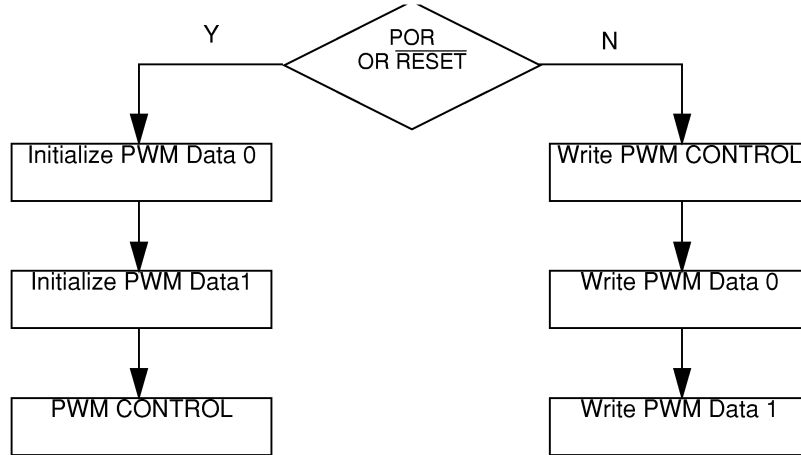 Y
POR
OR RESET
N
Initialize PWM Data 0
Write PWM CONTROL
Initialize PWM Data1
Write PWM Data 0
PWM CONTROL
Write PWM Data 1